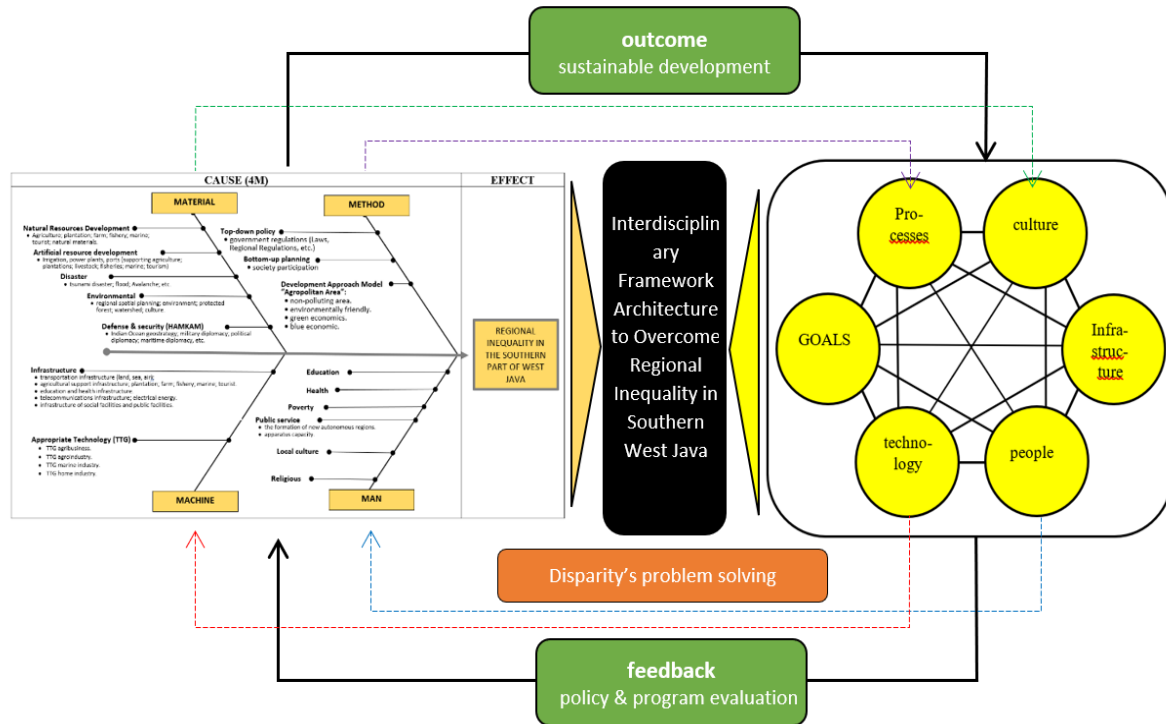 outcome
sustainable development
CAUSE (4M)
EFFECT
MATERIAL
METHOD
Natural Resources Development
Agriculture; plantation, farm, fishery; marine,
tourist; natural materials.
Artificial resource development
Irrigation, power plants, ports (supporting agriculture;
plantations; livestock; fisheries; marine; tourism)
Disaster
tsunami disaster, flood, Avalanche, etc.
Environmental
regional spatial planning; environment; protected
forest; watershed; culture.
Defense & security (HAMKAM)
Indian Ocean geostrategy, military diplomacy, political
diplomacy; maritime diplomacy, etc.
Top-down policy
government regulations (Laws,
Regional Regulations, etc.)
Bottom-up planning
society participation
Development Approach Model
"Agropolitan Area":
non-polluting area.
environmentally friendly.
green economics.
blue economic.
REGIONAL
INEQUALITY IN
THE SOUTHERN
PART OF WEST
JAVA
Infrastructure
transportation infrastructure (land, sea, air);
agricultural support infrastructure, plantation, farm, fishery, marine, tourist.
education and health infrastructure
telecommunications infrastructure; electrical energy.
infrastructure of social facilities and public facilities.
Appropriate Technology (TTG)
TTG agribusiness.
TTG agroindustry.
TTG marine industry.
TTG home industry.
Education
Health
Poverty
Public service
the formation of new autonomous regions.
apparatus capacity
Local culture
Religious
MACHINE
MAN
Interdisciplin
ary
Framework
Architecture
to Overcome
Regional
Inequality in
Southern
West Java
Pro-
cesses
culture
GOALS
Infra-
struc-
ture
techno-
logy
people
Disparity's problem solving
feedback
policy & program evaluation